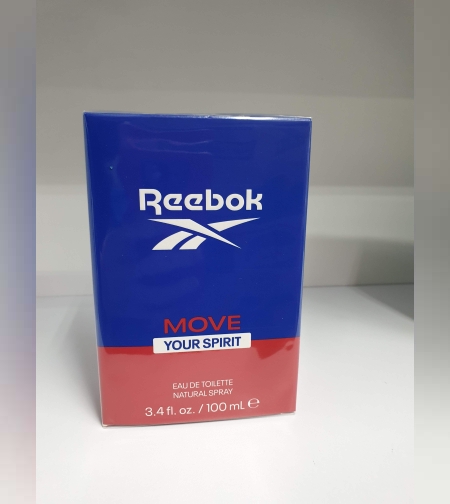 Reebok
MOVE
YOUR SPIRIT
EAU DE TOILETTE
NATURAL SPRAY
3.4 fl. oz. / 100 mL ℮